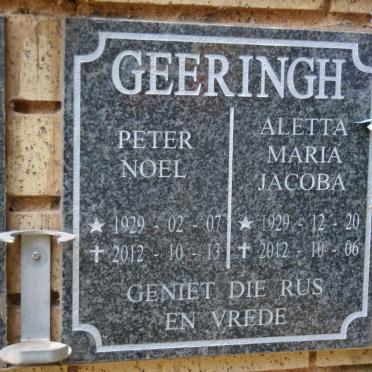 GEERINGH
PETER
NOEL
★ 1929 - 02 - 07
✝ 2012 - 10 - 13
ALETTA
MARIA
JACOBA
★ 1929 - 12 - 20
✝ 2012 - 10 - 06
GENIET DIE RUS
EN VREDE